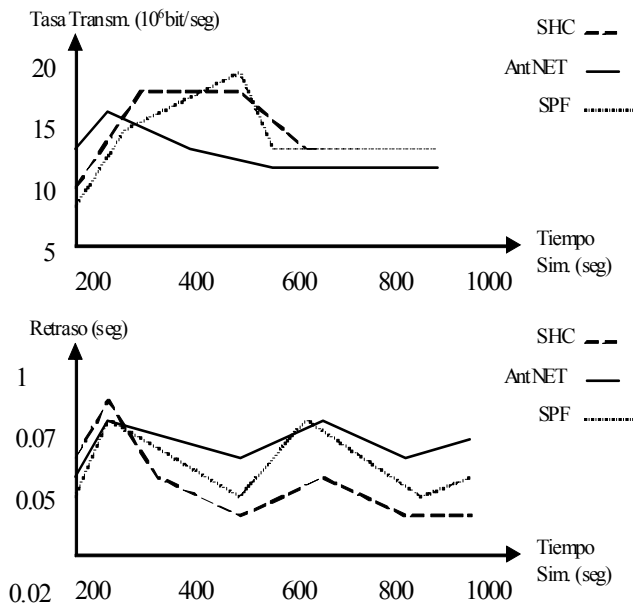 Tasa Transm. (10⁶bit/seg)
SHC
AntNET
SPF
20
15
10
5
Tiempo
Sim. (seg)
200 400 600 800 1000
Retraso (seg)
SHC
AntNET
SPF
1
0.07
0.05
0.02
Tiempo
Sim. (seg)
200 400 600 800 1000